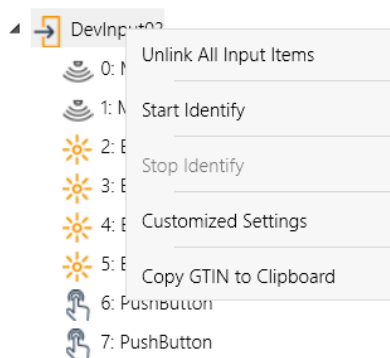 DevInput02
Unlink All Input Items
0:
1:
Start Identify
2:
Stop Identify
3:
4:
Customized Settings
5:
Copy GTIN to Clipboard
6: PushButton
7: PushButton